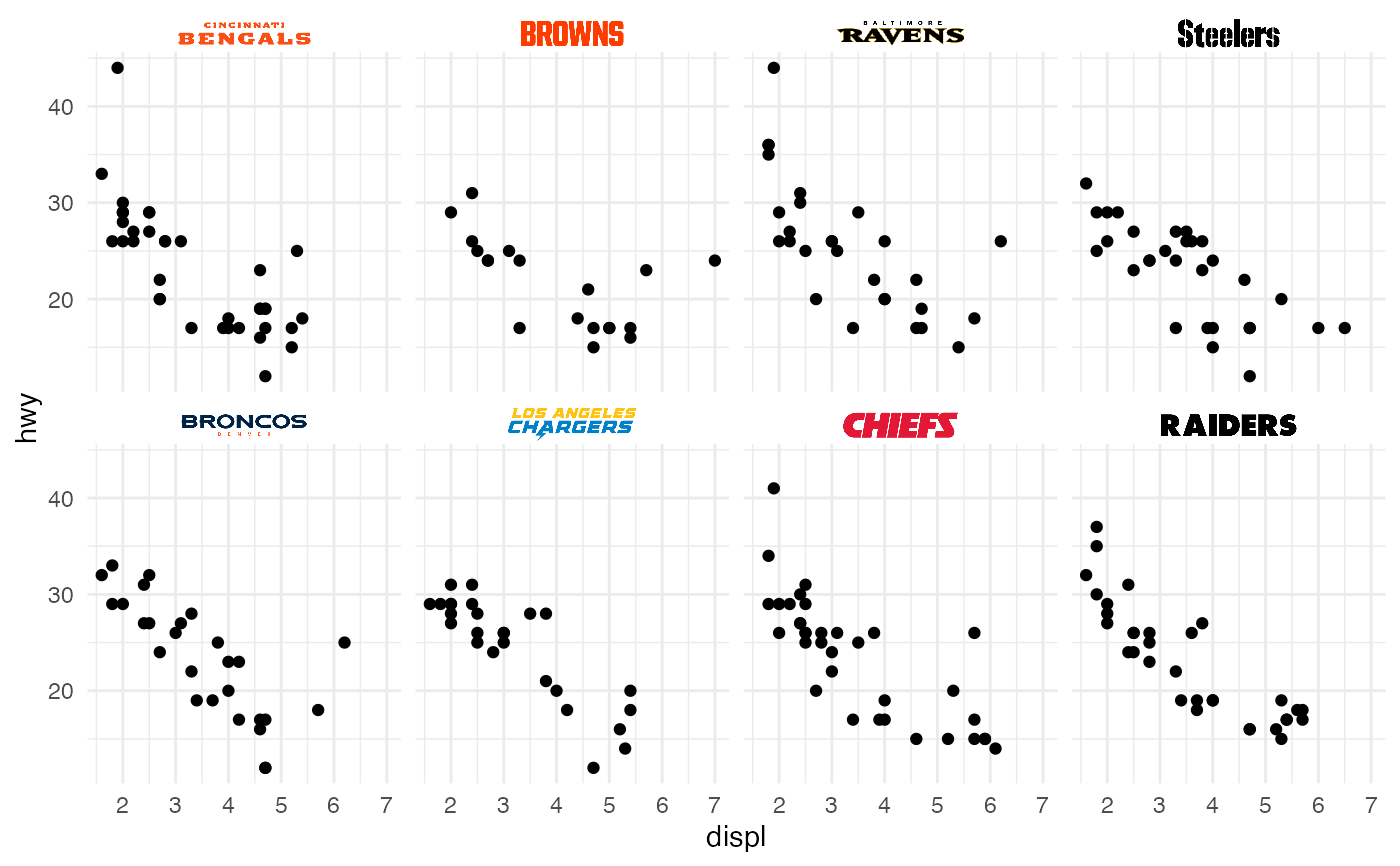 CINCINNATI
BENGALS
BROWNS
BALTIMORE
RAVENS
Steelers
40
30
20
BRONCOS
DENVER
LOS ANGELES
CHARGERS
CHIEFS
RAIDERS
hwy
40
30
20
2 3 4 5 6 7
2 3 4 5 6 7
2 3 4 5 6 7
2 3 4 5 6 7
displ